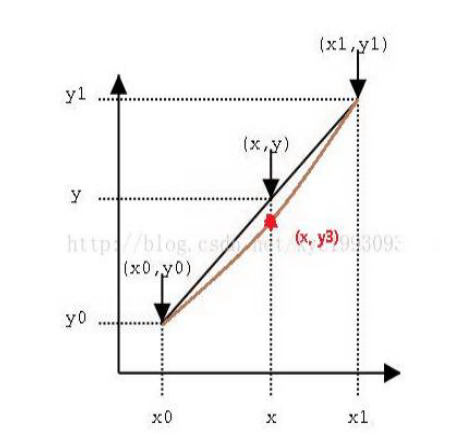 (x1,y1)
y1
(x,y)
y
(x, y3)
(x0,y0)
y0
x0
x
x1